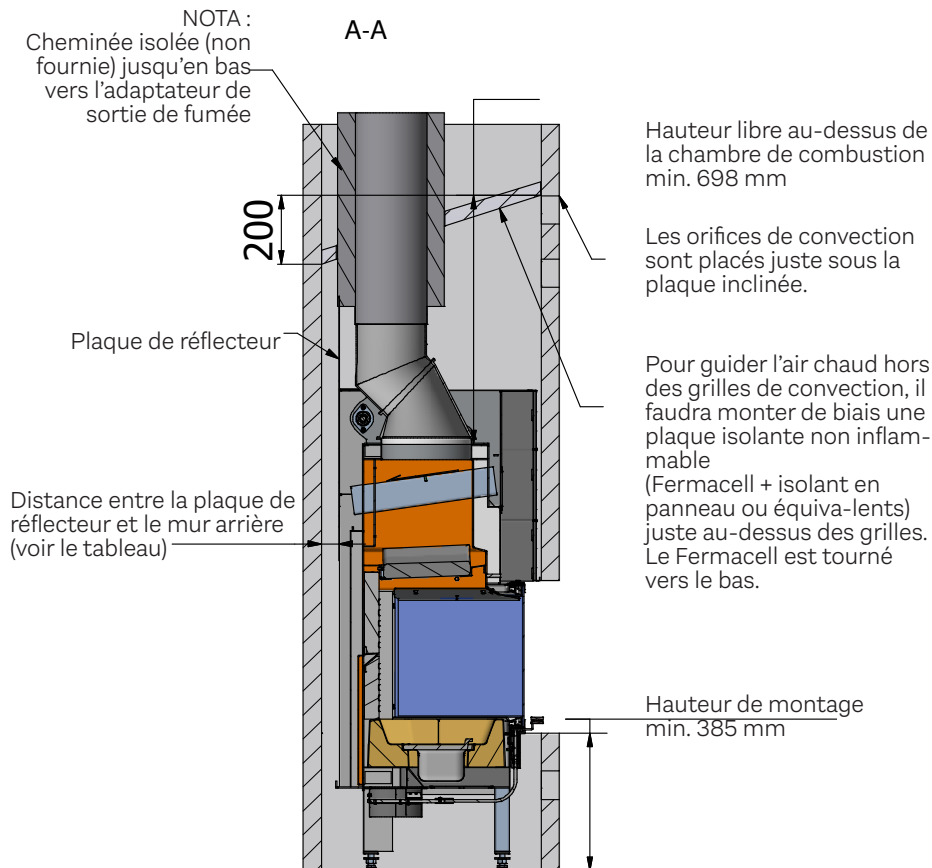 NOTA :
Cheminée isolée (non
fournie) jusqu'en bas
vers l'adaptateur de
sortie de fumée
A-A
Hauteur libre au-dessus de
la chambre de combustion
min. 698 mm
200
Les orifices de convection
sont placés juste sous la
plaque inclinée.
Plaque de réflecteur
Pour guider l'air chaud hors
des grilles de convection, il
faudra monter de biais une
plaque isolante non inflam-
mable
(Fermacell + isolant en
panneau ou équiva-lents)
juste au-dessus des grilles.
Le Fermacell est tourné
vers le bas.
Distance entre la plaque de
réflecteur et le mur arrière
(voir le tableau)
Hauteur de montage
min. 385 mm